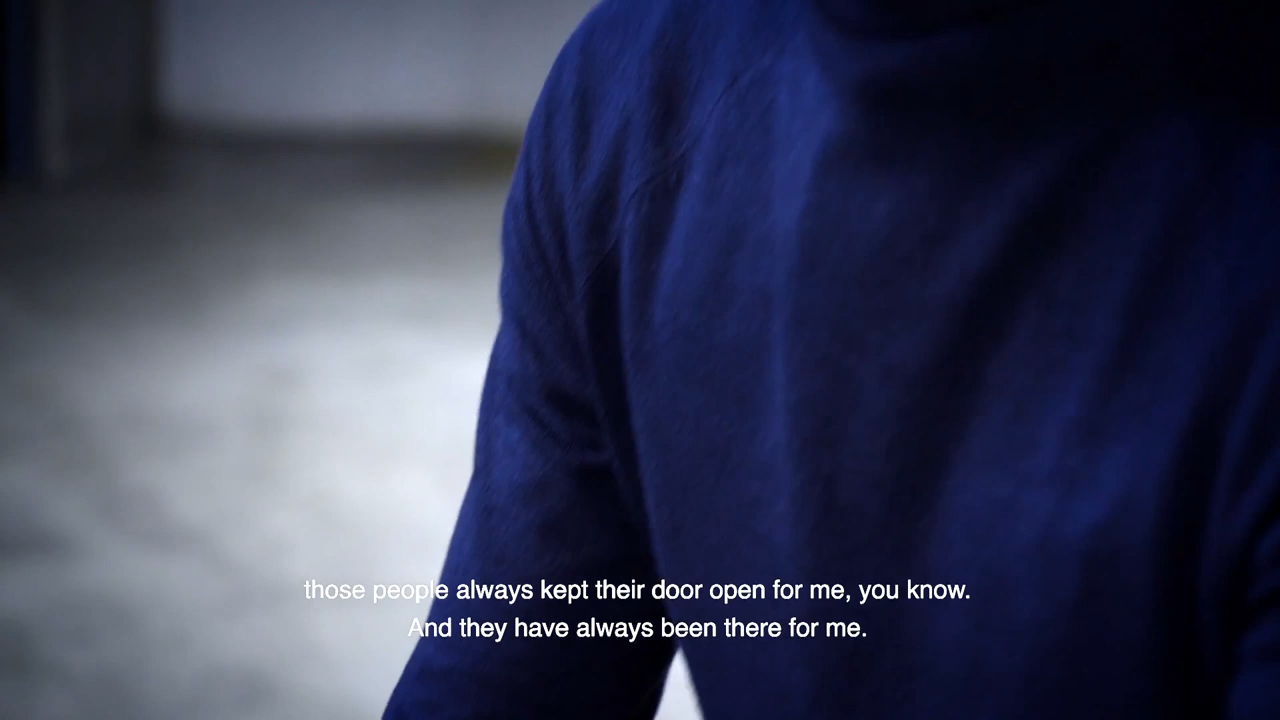 those people always kept their door open for me, you know.
And they have always been there for me.